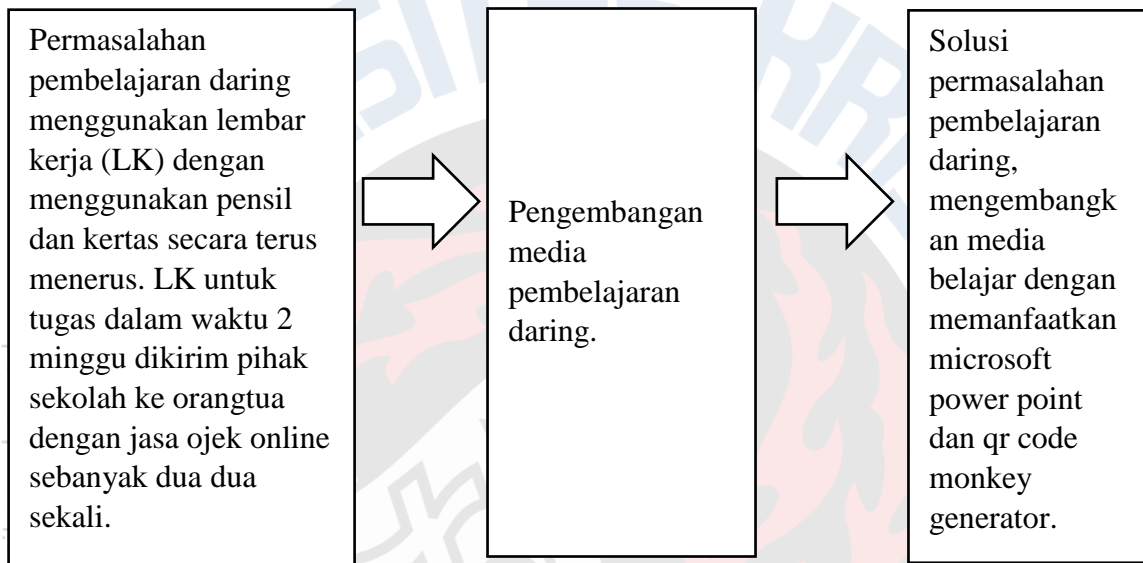 Permasalahan
pembelajaran daring
menggunakan lembar
kerja (LK) dengan
menggunakan pensil
dan kertas secara terus
menerus. LK untuk
tugas dalam waktu 2
minggu dikirim pihak
sekolah ke orangtua
dengan jasa ojek online
sebanyak dua dua
sekali.
Pengembangan
media
pembelajaran
daring.
Solusi
permasalahan
pembelajaran
daring,
mengembangk
an media
belajar dengan
memanfaatkan
microsoft
power point
dan qr code
monkey
generator.